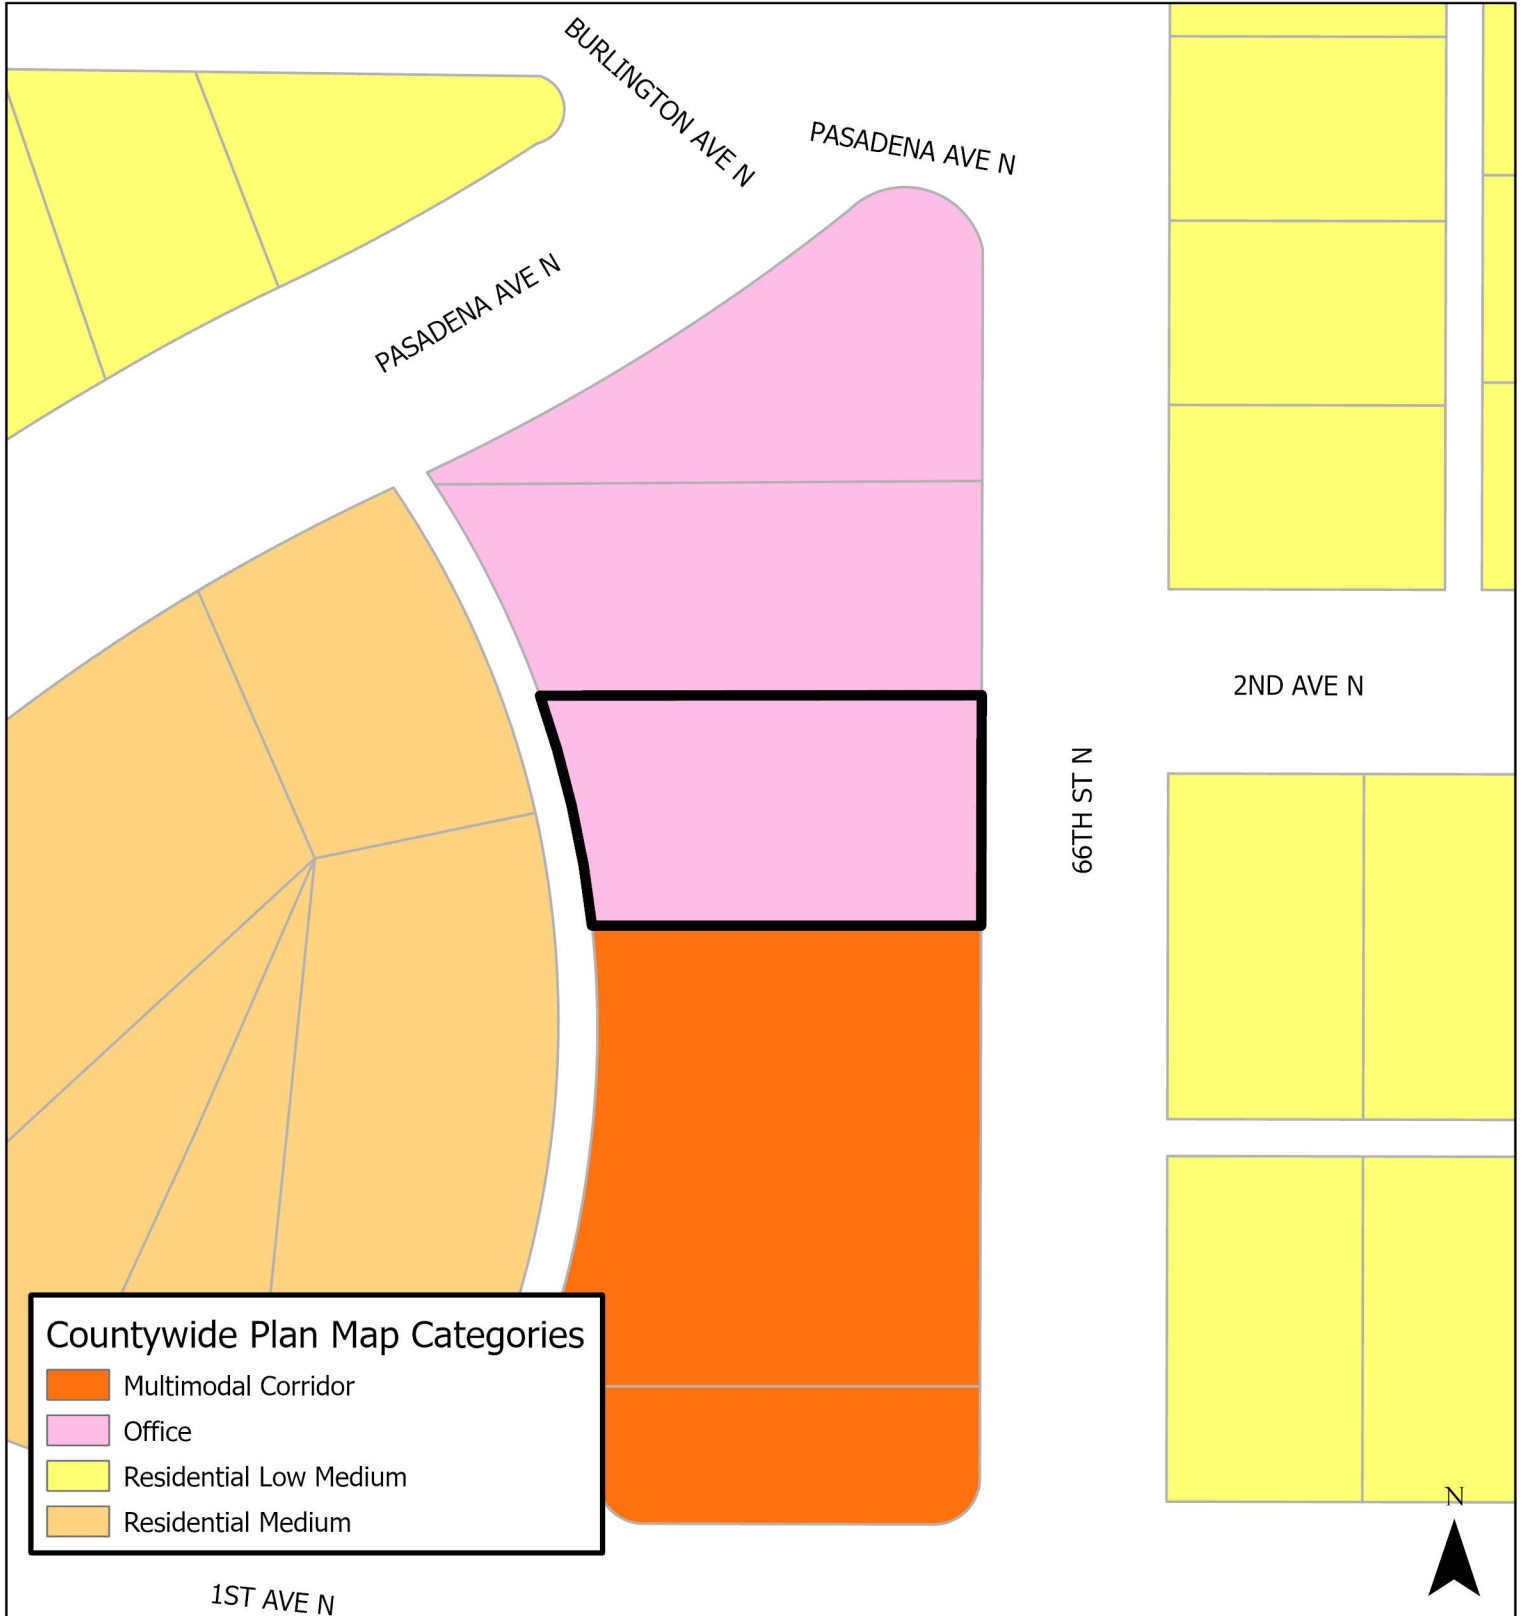 BURLINGTON AVE N
PASADENA AVE N
PASADENA AVE N
2ND AVE N
66TH ST N
Countywide Plan Map Categories
Multimodal Corridor
Office
Residential Low Medium
Residential Medium
N
1ST AVE N